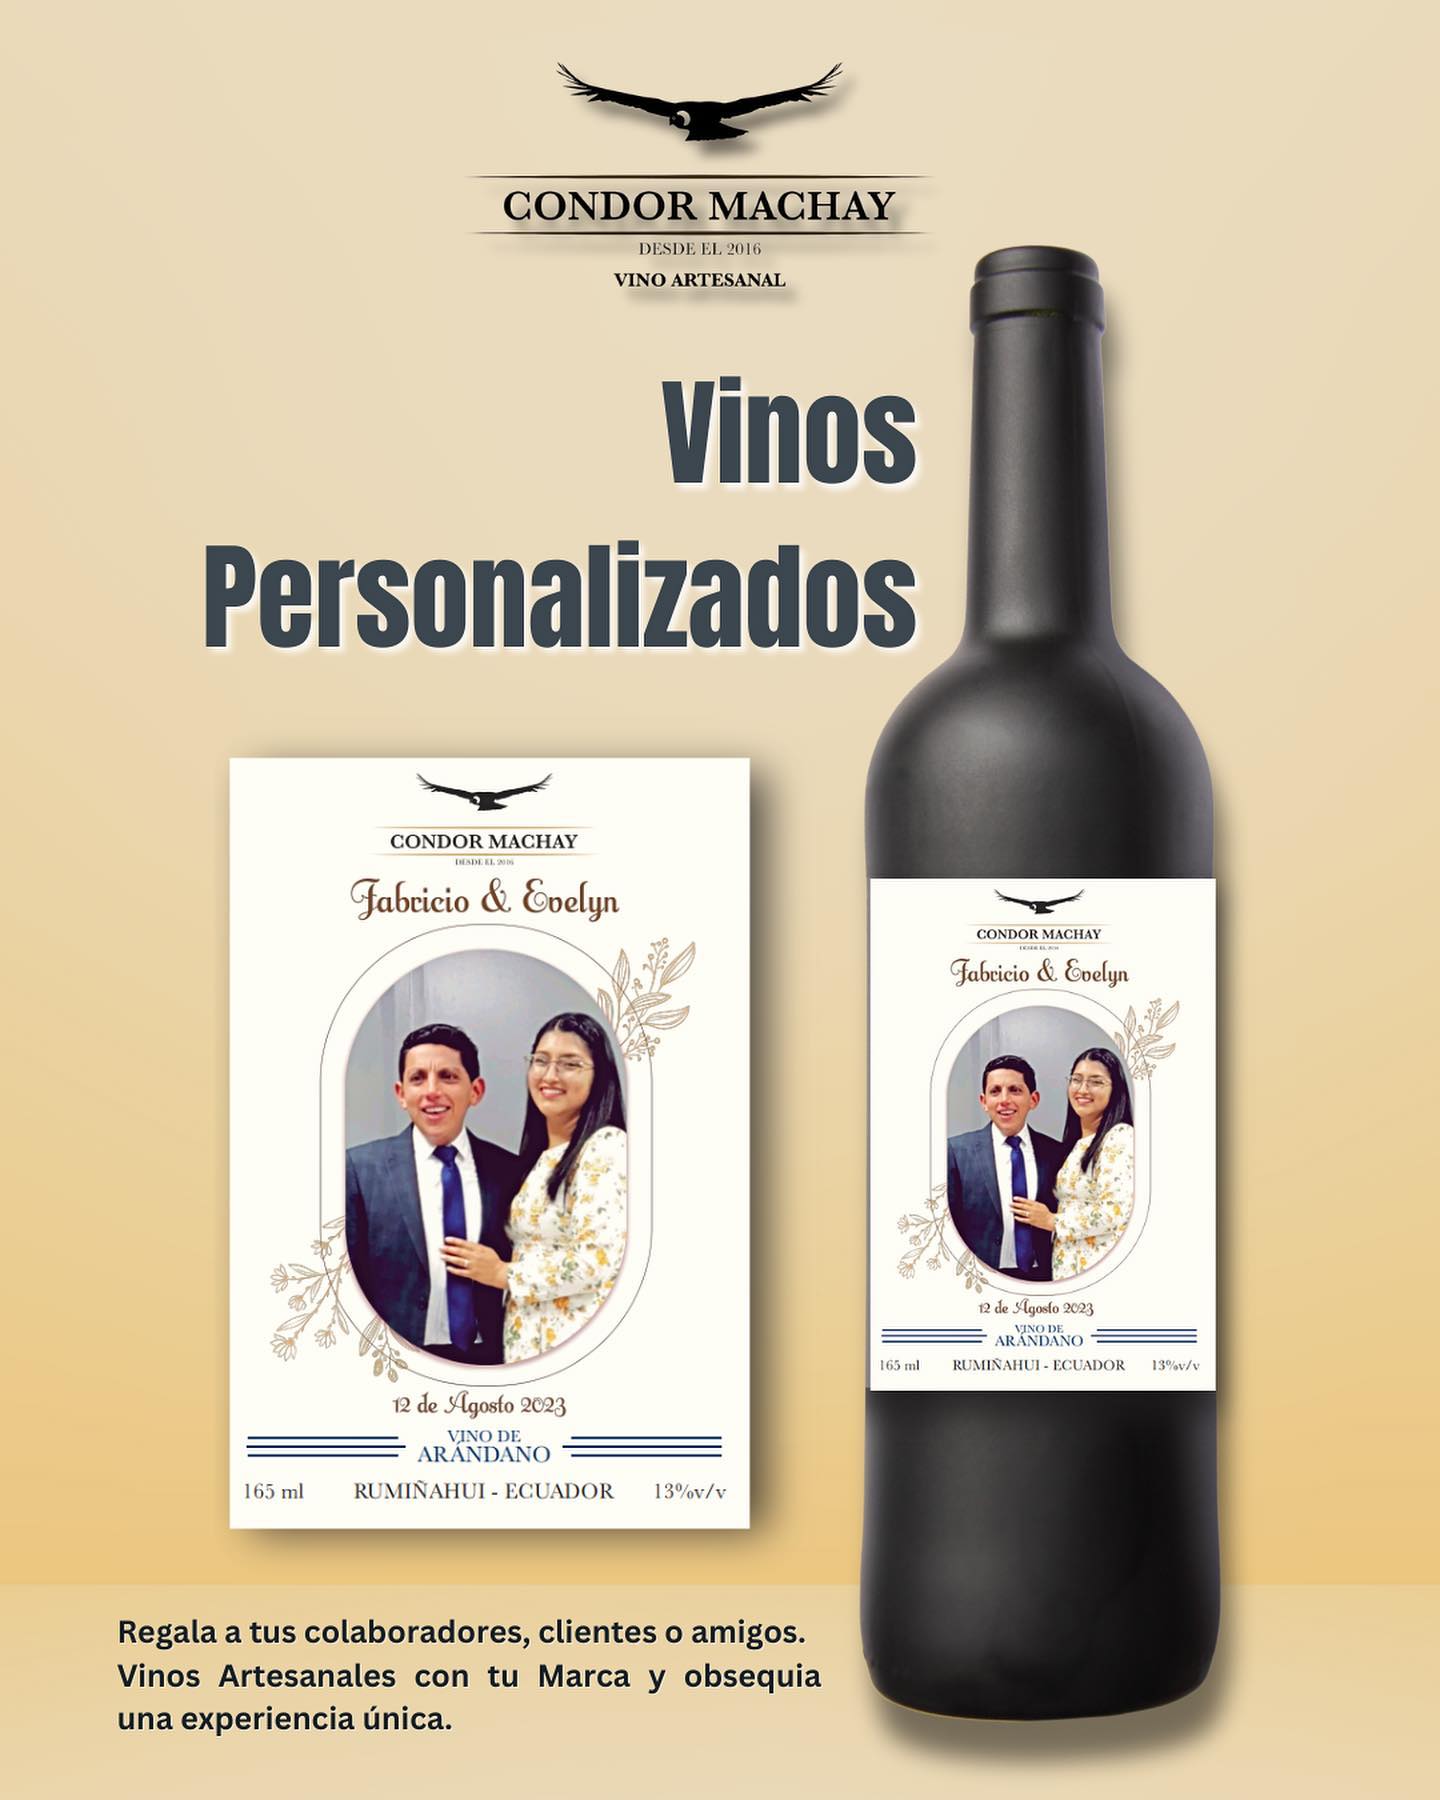 CONDOR MACHAY
DESDE EL 2016
VINO ARTESANAL
Vinos
Personalizados
CONDOR MACHAY
DESDE EL 2016
Fabricio & Evelyn
12 de Agosto 2023
VINO DE
ARÁNDANO
165 ml RUMIÑAHUI - ECUADOR 13%v/v
CONDOR MACHAY
DESDE EL 2016
Fabricio & Evelyn
12 de Agosto 2023
VINO DE
ARÁNDANO
165 ml RUMIÑAHUI - ECUADOR 13%v/v
Regala a tus colaboradores, clientes o amigos.
Vinos Artesanales con tu Marca y obsequia
una experiencia única.